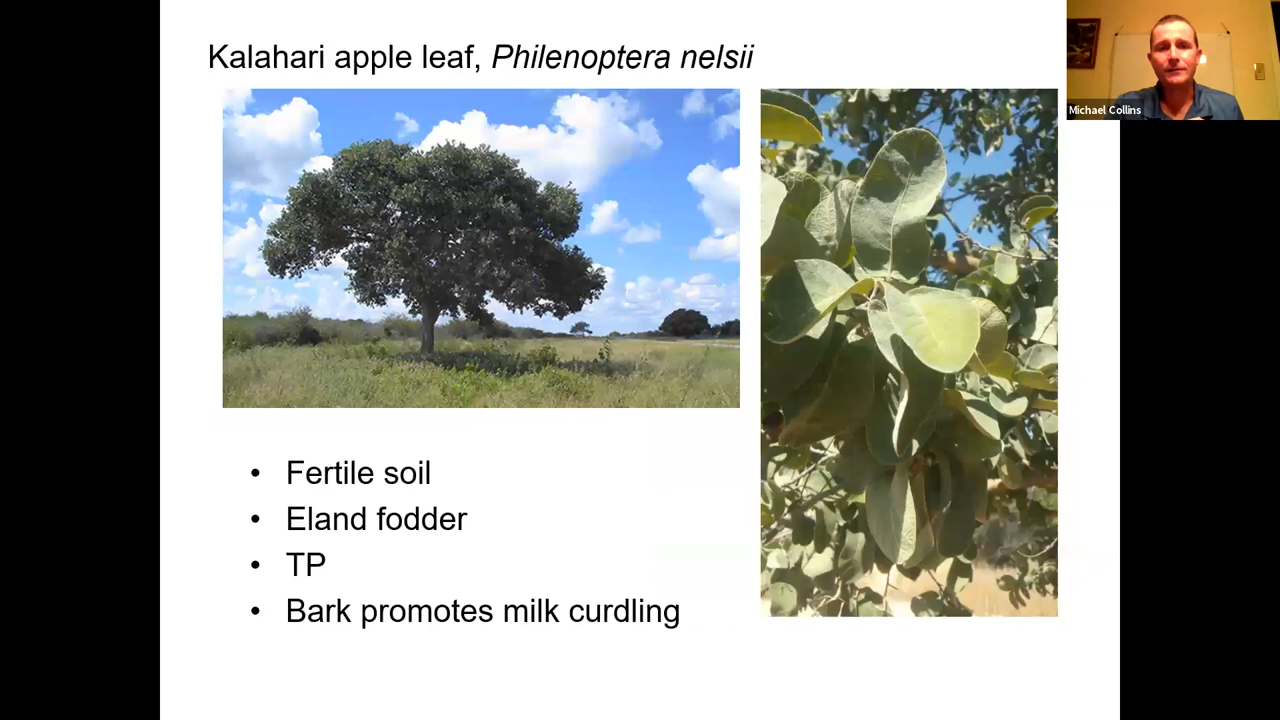 Kalahari apple leaf, Philenoptera nelsii
Michael Collins
• Fertile soil
• Eland fodder
• TP
• Bark promotes milk curdling